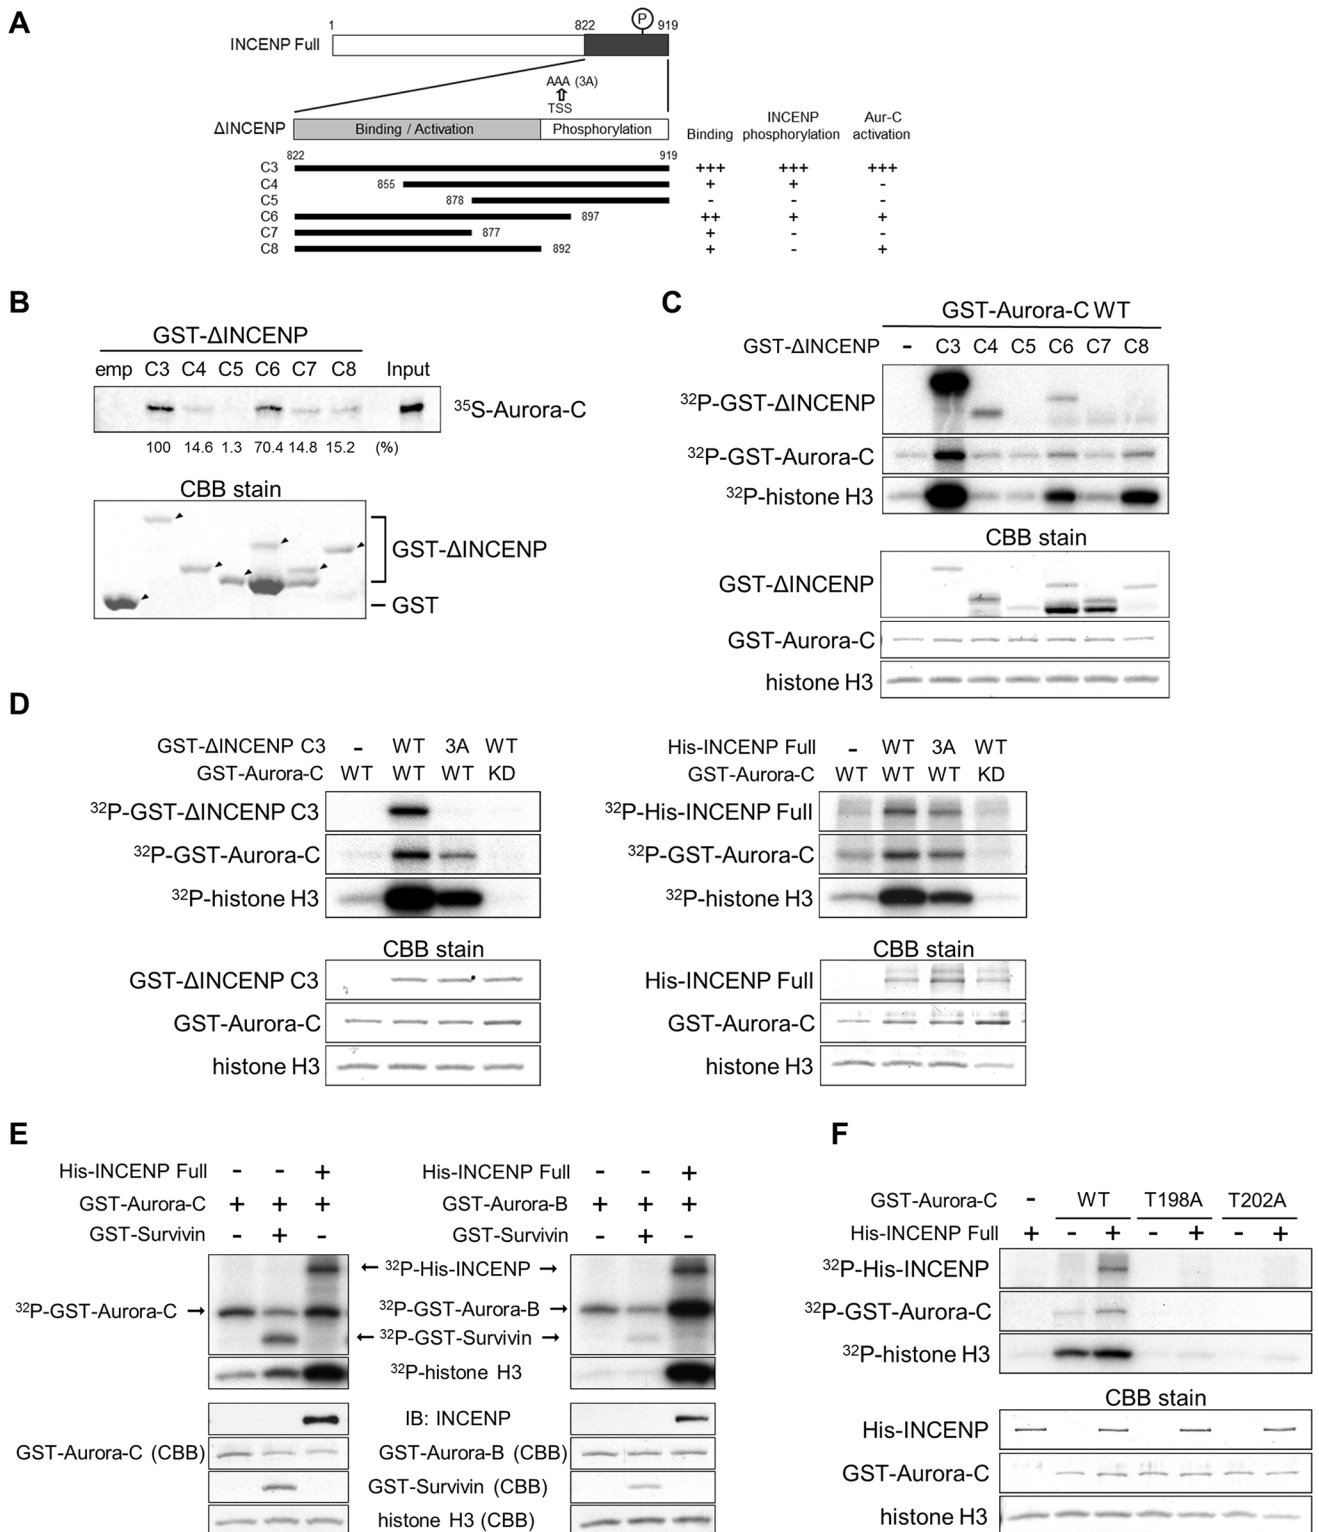 A
1 822 P 919
INCENP Full
AAA (3A)
TSS
ΔINCENP Binding / Activation Phosphorylation
Binding INCENP phosphorylation Aur-C activation
822 919
C3 +++ +++ +++
C4 855 + + -
C5 878 - - -
C6 897 ++ + +
C7 877 + - -
C8 892 + - +
B
GST-ΔINCENP
emp C3 C4 C5 C6 C7 C8 Input
35S-Aurora-C
100 14.6 1.3 70.4 14.8 15.2 (%)
CBB stain
GST-ΔINCENP
GST
C
GST-Aurora-C WT
GST-ΔINCENP - C3 C4 C5 C6 C7 C8
32P-GST-ΔINCENP
32P-GST-Aurora-C
32P-histone H3
CBB stain
GST-ΔINCENP
GST-Aurora-C
histone H3
D
GST-ΔINCENP C3 - WT 3A WT
GST-Aurora-C WT WT WT KD
32P-GST-ΔINCENP C3
32P-GST-Aurora-C
32P-histone H3
CBB stain
GST-ΔINCENP C3
GST-Aurora-C
histone H3
His-INCENP Full - WT 3A WT
GST-Aurora-C WT WT WT KD
32P-His-INCENP Full
32P-GST-Aurora-C
32P-histone H3
CBB stain
His-INCENP Full
GST-Aurora-C
histone H3
E
His-INCENP Full - - +
GST-Aurora-C + + +
GST-Survivin - + -
His-INCENP Full - - +
GST-Aurora-B + + +
GST-Survivin - + -
← 32P-His-INCENP →
32P-GST-Aurora-C →
32P-GST-Aurora-B →
← 32P-GST-Survivin →
32P-histone H3
IB: INCENP
GST-Aurora-C (CBB)
GST-Aurora-B (CBB)
GST-Survivin (CBB)
histone H3 (CBB)
F
GST-Aurora-C - WT T198A T202A
His-INCENP Full + - + - + - +
32P-His-INCENP
32P-GST-Aurora-C
32P-histone H3
CBB stain
His-INCENP
GST-Aurora-C
histone H3